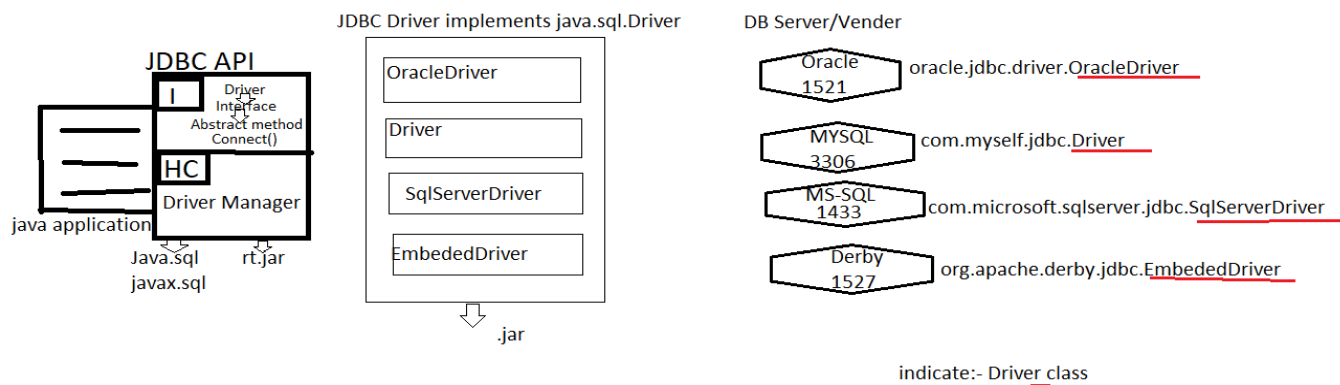 JDBC Driver implements java.sql.Driver
DB Server/Vender
JDBC API
I
Driver
Interface
Abstract method
Connect()
HC
Driver Manager
java application
Java.sql
javax.sql
rt.jar
OracleDriver
Driver
SqlServerDriver
EmbededDriver
.jar
Oracle
1521
oracle.jdbc.driver.OracleDriver
MYSQL
3306
com.myself.jdbc.Driver
MS-SQL
1433
com.microsoft.sqlserver.jdbc.SqlServerDriver
Derby
1527
org.apache.derby.jdbc.EmbededDriver
indicate:- Driver class